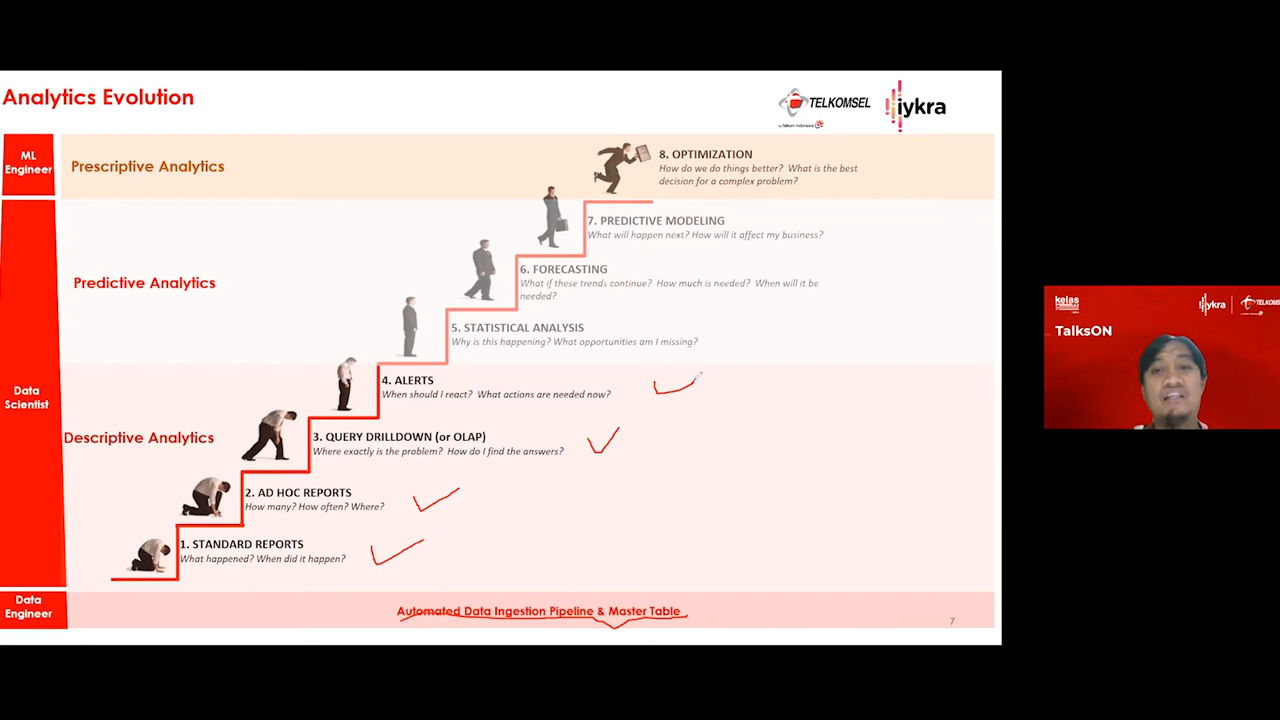 Analytics Evolution
TELKOMSEL
by Telkom Indonesia
iykra
ML
Engineer
Prescriptive Analytics
8. OPTIMIZATION
How do we do things better? What is the best
decision for a complex problem?
7. PREDICTIVE MODELING
What will happen next? How will it affect my business?
Predictive Analytics
6. FORECASTING
What if these trends continue? How much is needed? When will it be
needed?
5. STATISTICAL ANALYSIS
Why is this happening? What opportunities am I missing?
Data
Scientist
4. ALERTS
When should I react? What actions are needed now?
Descriptive Analytics
3. QUERY DRILLDOWN (or OLAP)
Where exactly is the problem? How do I find the answers?
2. AD HOC REPORTS
How many? How often? Where?
1. STANDARD REPORTS
What happened? When did it happen?
Data
Engineer
Automated Data Ingestion Pipeline & Master Table
7
kelas
iykra
TELKOMSE
TalksON